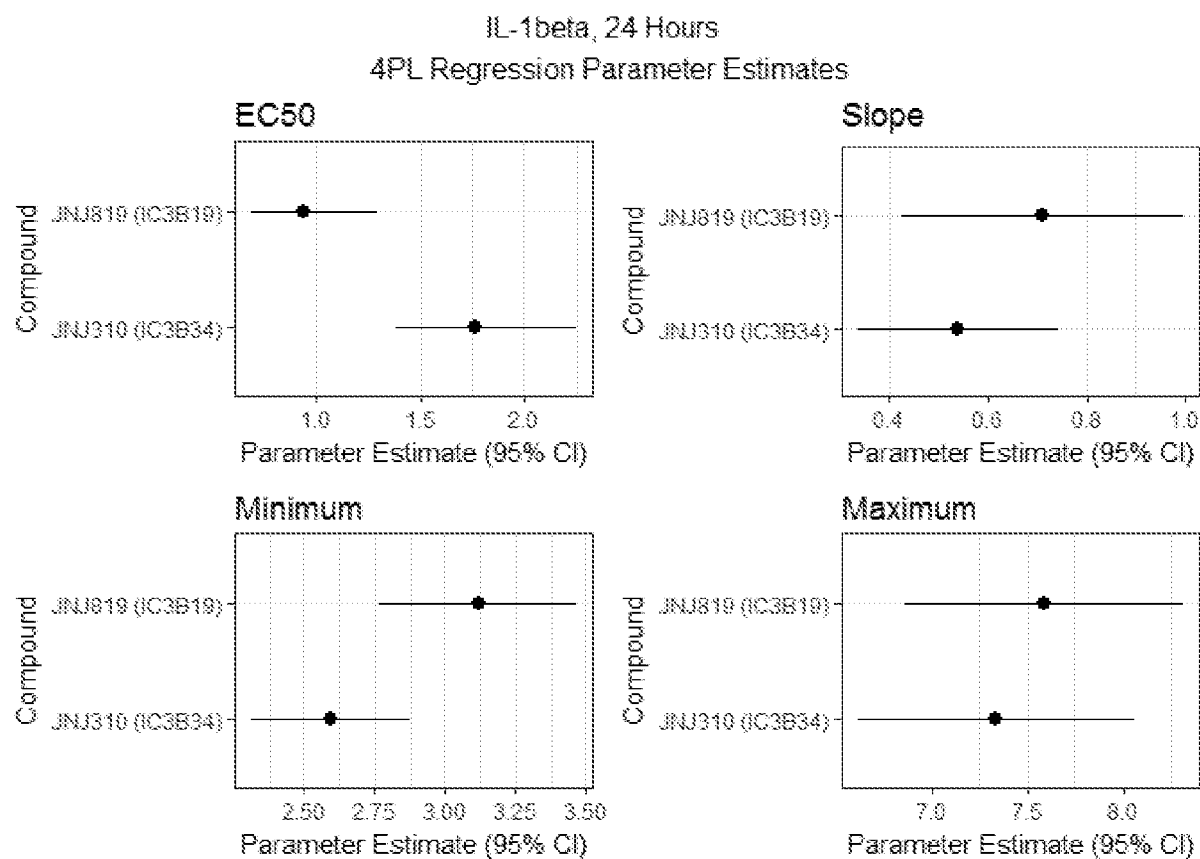 IL-1beta, 24 Hours
4PL Regression Parameter Estimates
EC50
Compound
JNJ819 (IC3B19)
JNJ310 (IC3B34)
1.0 1.5 2.0
Parameter Estimate (95% CI)
Slope
Compound
JNJ819 (IC3B19)
JNJ310 (IC3B34)
0.4 0.6 0.8 1.0
Parameter Estimate (95% CI)
Minimum
Compound
JNJ819 (IC3B19)
JNJ310 (IC3B34)
2.50 2.75 3.00 3.25 3.50
Parameter Estimate (95% CI)
Maximum
Compound
JNJ819 (IC3B19)
JNJ310 (IC3B34)
7.0 7.5 8.0
Parameter Estimate (95% CI)